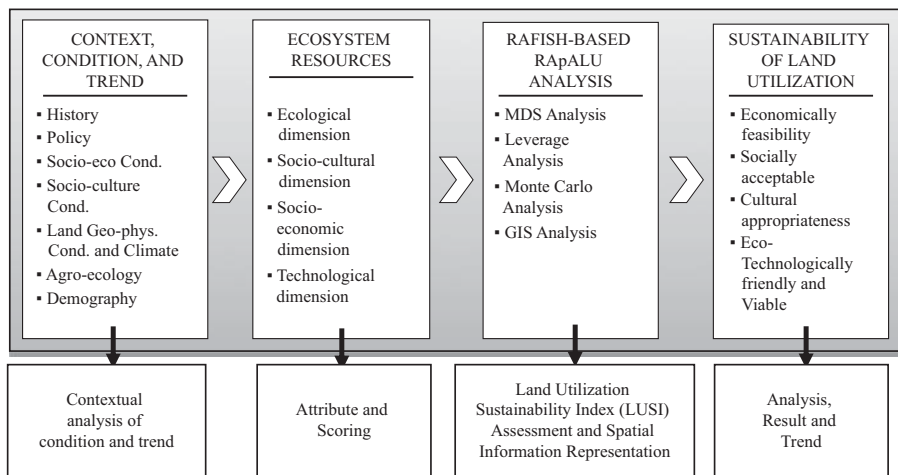 CONTEXT,
CONDITION, AND
TREND
▪ History
▪ Policy
▪ Socio-eco Cond.
▪ Socio-culture
Cond.
▪ Land Geo-phys.
Cond. and Climate
▪ Agro-ecology
▪ Demography
ECOSYSTEM
RESOURCES
▪ Ecological
dimension
▪ Socio-cultural
dimension
▪ Socio-
economic
dimension
▪ Technological
dimension
RAFISH-BASED
RApALU
ANALYSIS
▪ MDS Analysis
▪ Leverage
Analysis
▪ Monte Carlo
Analysis
▪ GIS Analysis
SUSTAINABILITY
OF LAND
UTILIZATION
▪ Economically
feasibility
▪ Socially
acceptable
▪ Cultural
appropriateness
▪ Eco-
Technologically
friendly and
Viable
Contextual
analysis of
condition and trend
Attribute and
Scoring
Land Utilization
Sustainability Index (LUSI)
Assessment and Spatial
Information Representation
Analysis,
Result and
Trend